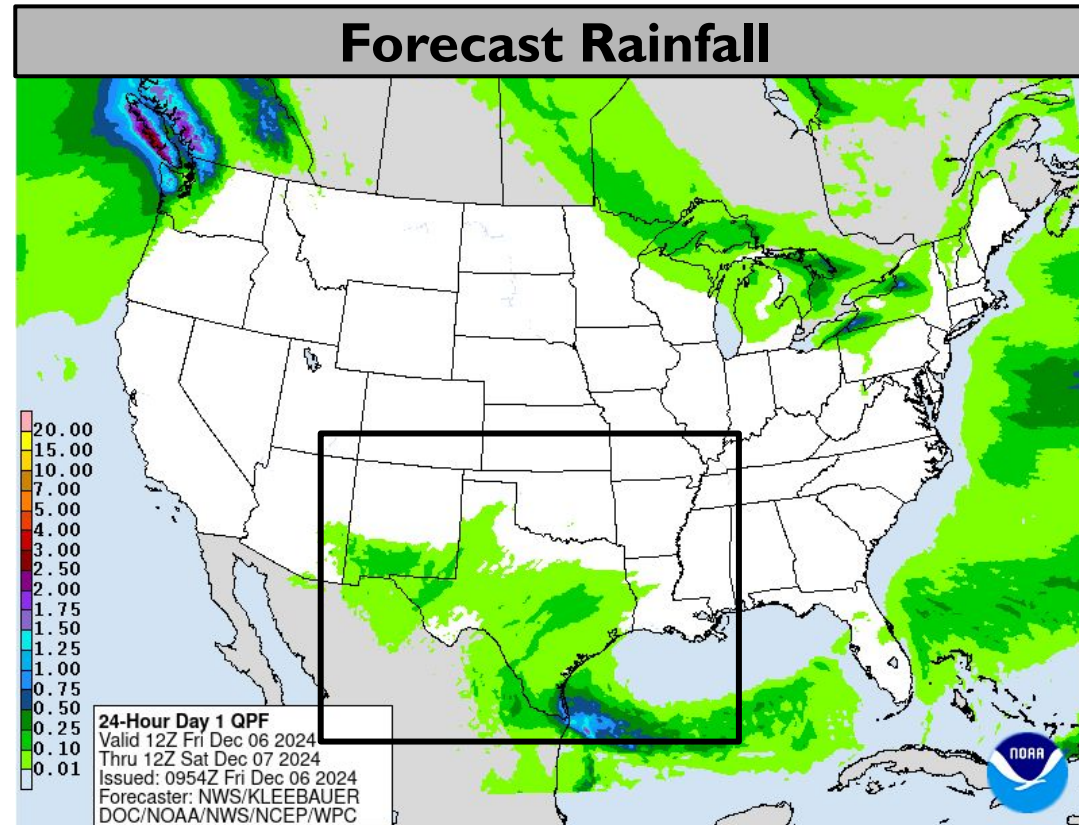 Forecast Rainfall
20.00
15.00
10.00
7.00
5.00
4.00
3.00
2.50
2.00
1.75
1.50
1.25
1.00
0.75
0.50
0.25
0.10
0.01
24-Hour Day 1 QPF
Valid 12Z Fri Dec 06 2024
Thru 12Z Sat Dec 07 2024
Issued: 0954Z Fri Dec 06 2024
Forecaster: NWS/KLEEBAUER
DOC/NOAA/NWS/NCEP/WPC
NOAA